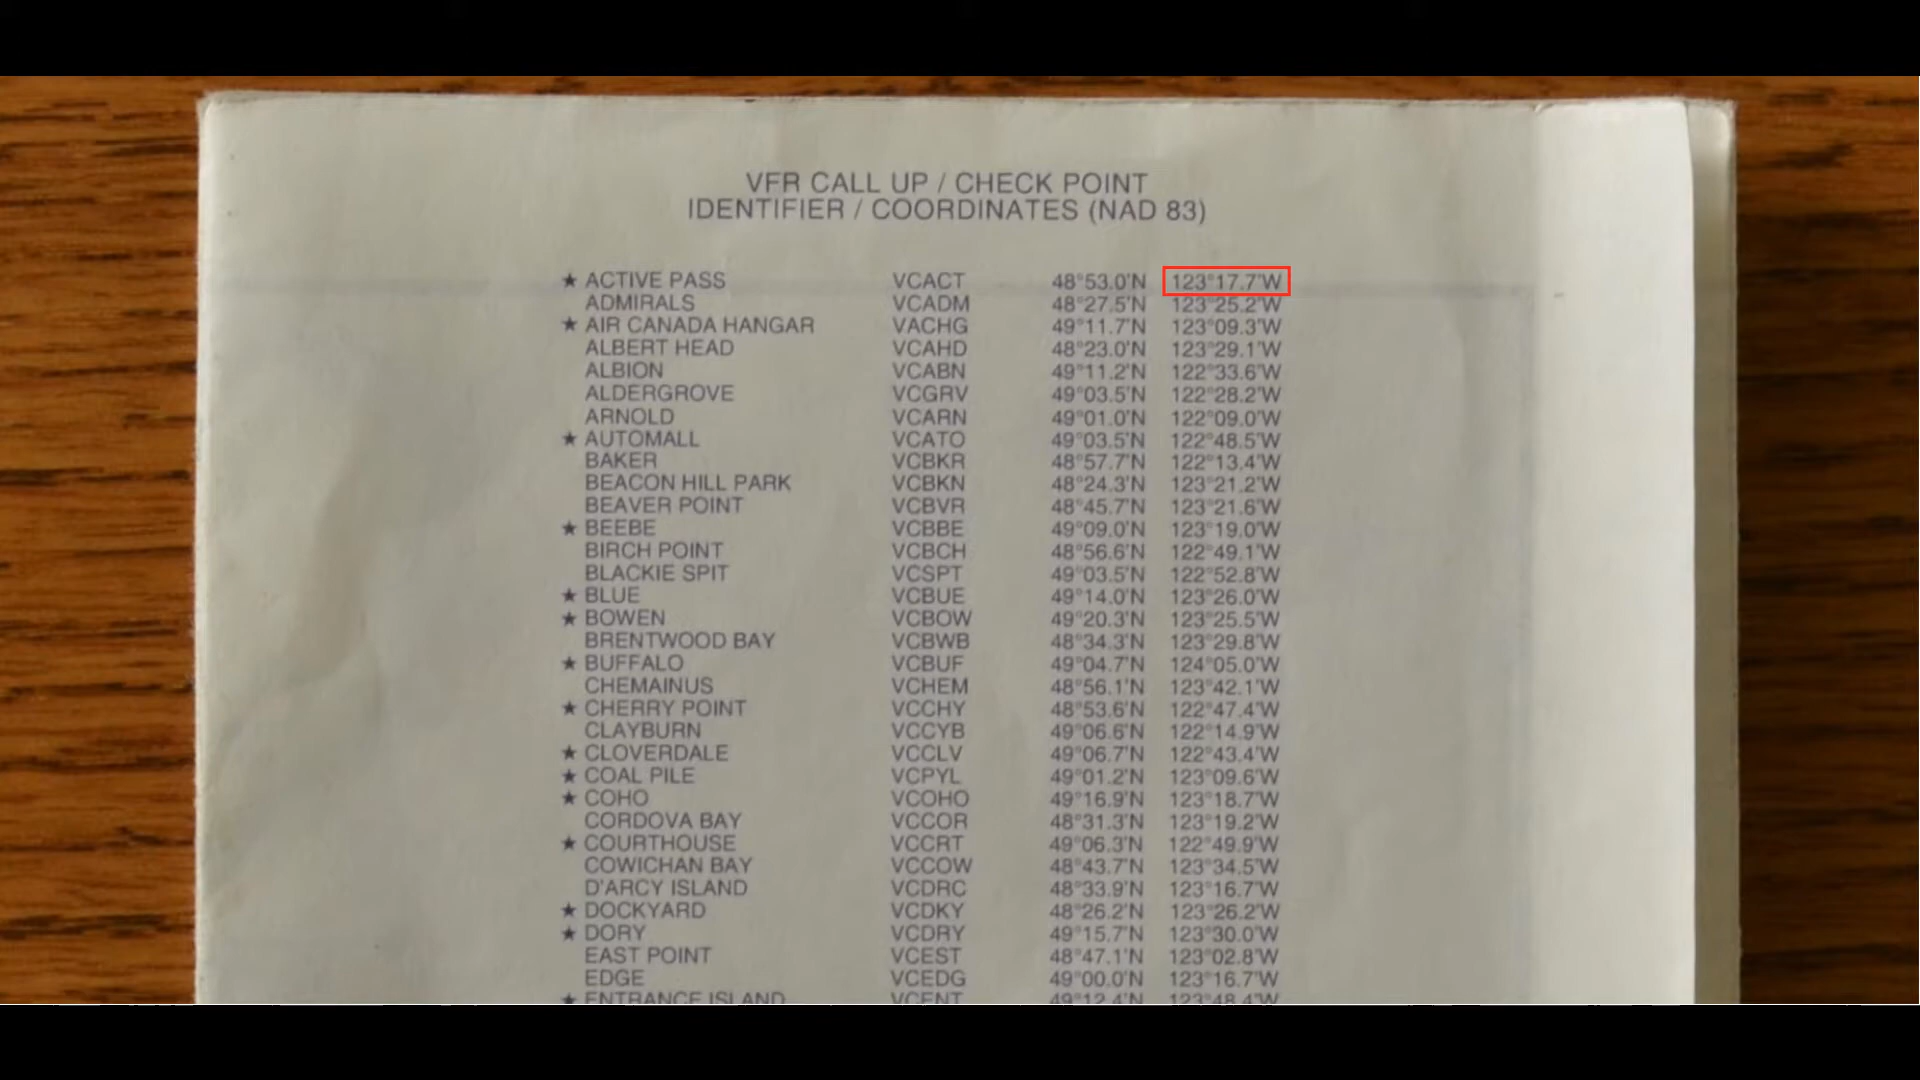 VFR CALL UP / CHECK POINT
IDENTIFIER / COORDINATES (NAD 83)
★ ACTIVE PASS VCACT 48°53.0'N 123°17.7'W
ADMIRALS VCADM 48°27.5'N 123°25.2'W
★ AIR CANADA HANGAR VACHG 49°11.7'N 123°09.3'W
ALBERT HEAD VCAHD 48°23.0'N 123°29.1'W
ALBION VCABN 49°11.2'N 122°33.6'W
ALDERGROVE VCGRV 49°03.5'N 122°28.2'W
ARNOLD VCARN 49°01.0'N 122°09.0'W
★ AUTOMALL VCATO 49°03.5'N 122°48.5'W
BAKER VCBKR 48°57.7'N 122°13.4'W
BEACON HILL PARK VCBKN 48°24.3'N 123°21.2'W
BEAVER POINT VCBVR 48°45.7'N 123°21.6'W
★ BEEBE VCBBE 49°09.0'N 123°19.0'W
BIRCH POINT VCBCH 48°56.6'N 122°49.1'W
BLACKIE SPIT VCSPT 49°03.5'N 122°52.8'W
★ BLUE VCBUE 49°14.0'N 123°26.0'W
★ BOWEN VCBOW 49°20.3'N 123°25.5'W
BRENTWOOD BAY VCBWB 48°34.3'N 123°29.8'W
★ BUFFALO VCBUF 49°04.7'N 124°05.0'W
CHEMAINUS VCHEM 48°56.1'N 123°42.1'W
★ CHERRY POINT VCCHY 48°53.6'N 122°47.4'W
CLAYBURN VCCYB 49°06.6'N 122°14.9'W
★ CLOVERDALE VCCLV 49°06.7'N 122°43.4'W
★ COAL PILE VCPYL 49°01.2'N 123°09.6'W
★ COHO VCOHO 49°16.9'N 123°18.7'W
CORDOVA BAY VCCOR 48°31.3'N 123°19.2'W
★ COURTHOUSE VCCRT 49°06.3'N 122°49.9'W
COWICHAN BAY VCCOW 48°43.7'N 123°34.5'W
D'ARCY ISLAND VCDRC 48°33.9'N 123°16.7'W
★ DOCKYARD VCDKY 48°26.2'N 123°26.2'W
★ DORY VCDRY 49°15.7'N 123°30.0'W
EAST POINT VCEST 48°47.1'N 123°02.8'W
EDGE VCEDG 49°00.0'N 123°16.7'W
★ ENTRANCE ISLAND VCENT 49°12.4'N 123°48.4'W